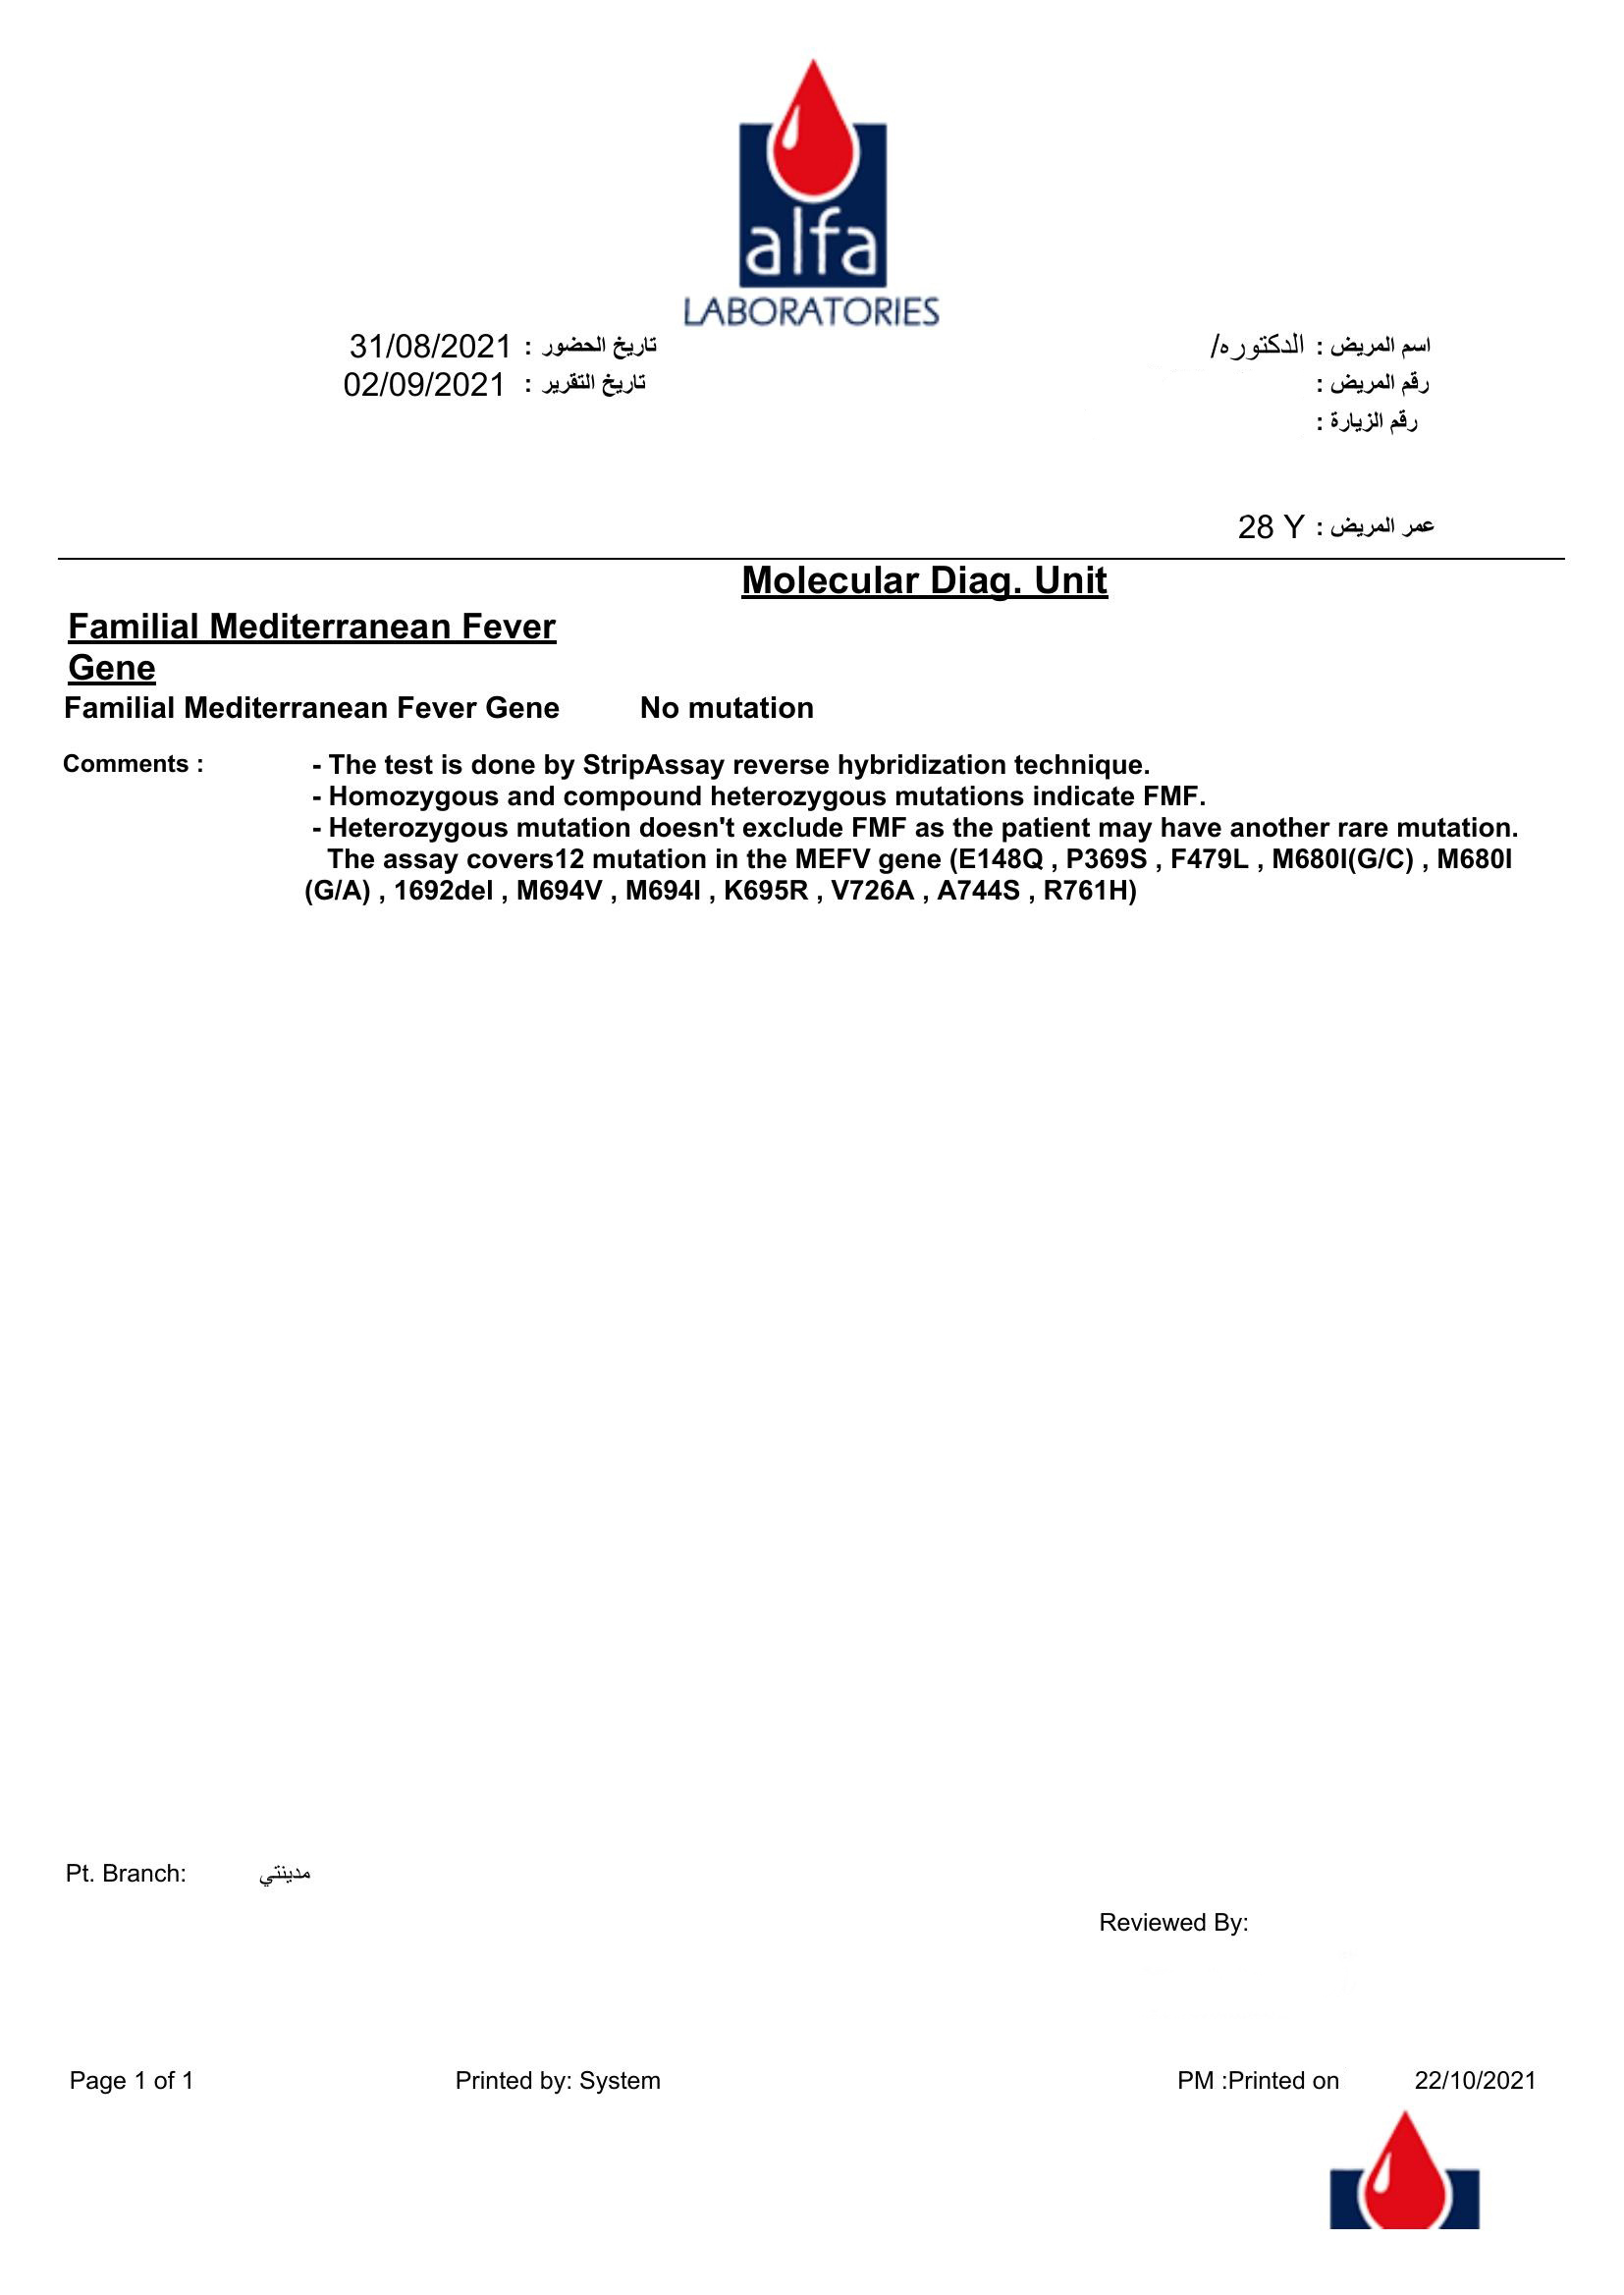 alfa
LABORATORIES
اسم المريض : الدكتوره/
تاريخ الحضور : 31/08/2021
رقم المريض :
تاريخ التقرير : 02/09/2021
رقم الزيارة :
عمر المريض : 28 Y
Molecular Diag. Unit
Familial Mediterranean Fever
Gene
Familial Mediterranean Fever Gene No mutation
Comments : - The test is done by StripAssay reverse hybridization technique.
- Homozygous and compound heterozygous mutations indicate FMF.
- Heterozygous mutation doesn't exclude FMF as the patient may have another rare mutation.
The assay covers12 mutation in the MEFV gene (E148Q , P369S , F479L , M680I(G/C) , M680I
(G/A) , 1692del , M694V , M694I , K695R , V726A , A744S , R761H)
Pt. Branch: مدينتي
Reviewed By:
Page 1 of 1 Printed by: System PM :Printed on 22/10/2021